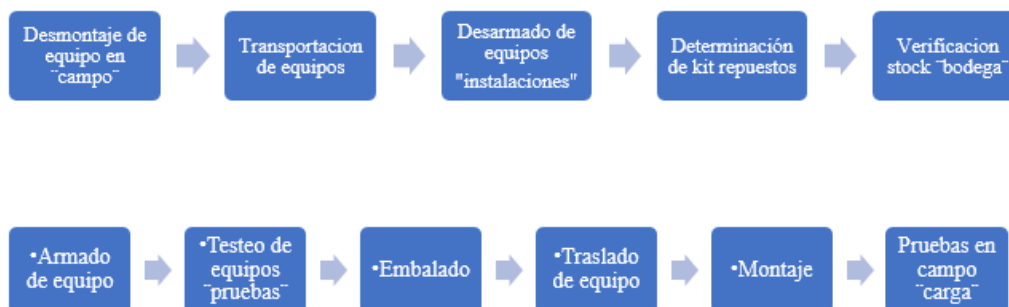 Desmontaje de
equipo en
¨campo¨
Transportacion
de equipos
Desarmado de
equipos
"instalaciones"
Determinación
de kit repuestos
Verificacion
stock ¨bodega¨
•Armado
de equipo
•Testeo de
equipos
¨pruebas¨
•Embalado
•Traslado
de equipo
•Montaje
Pruebas en
campo
¨carga¨